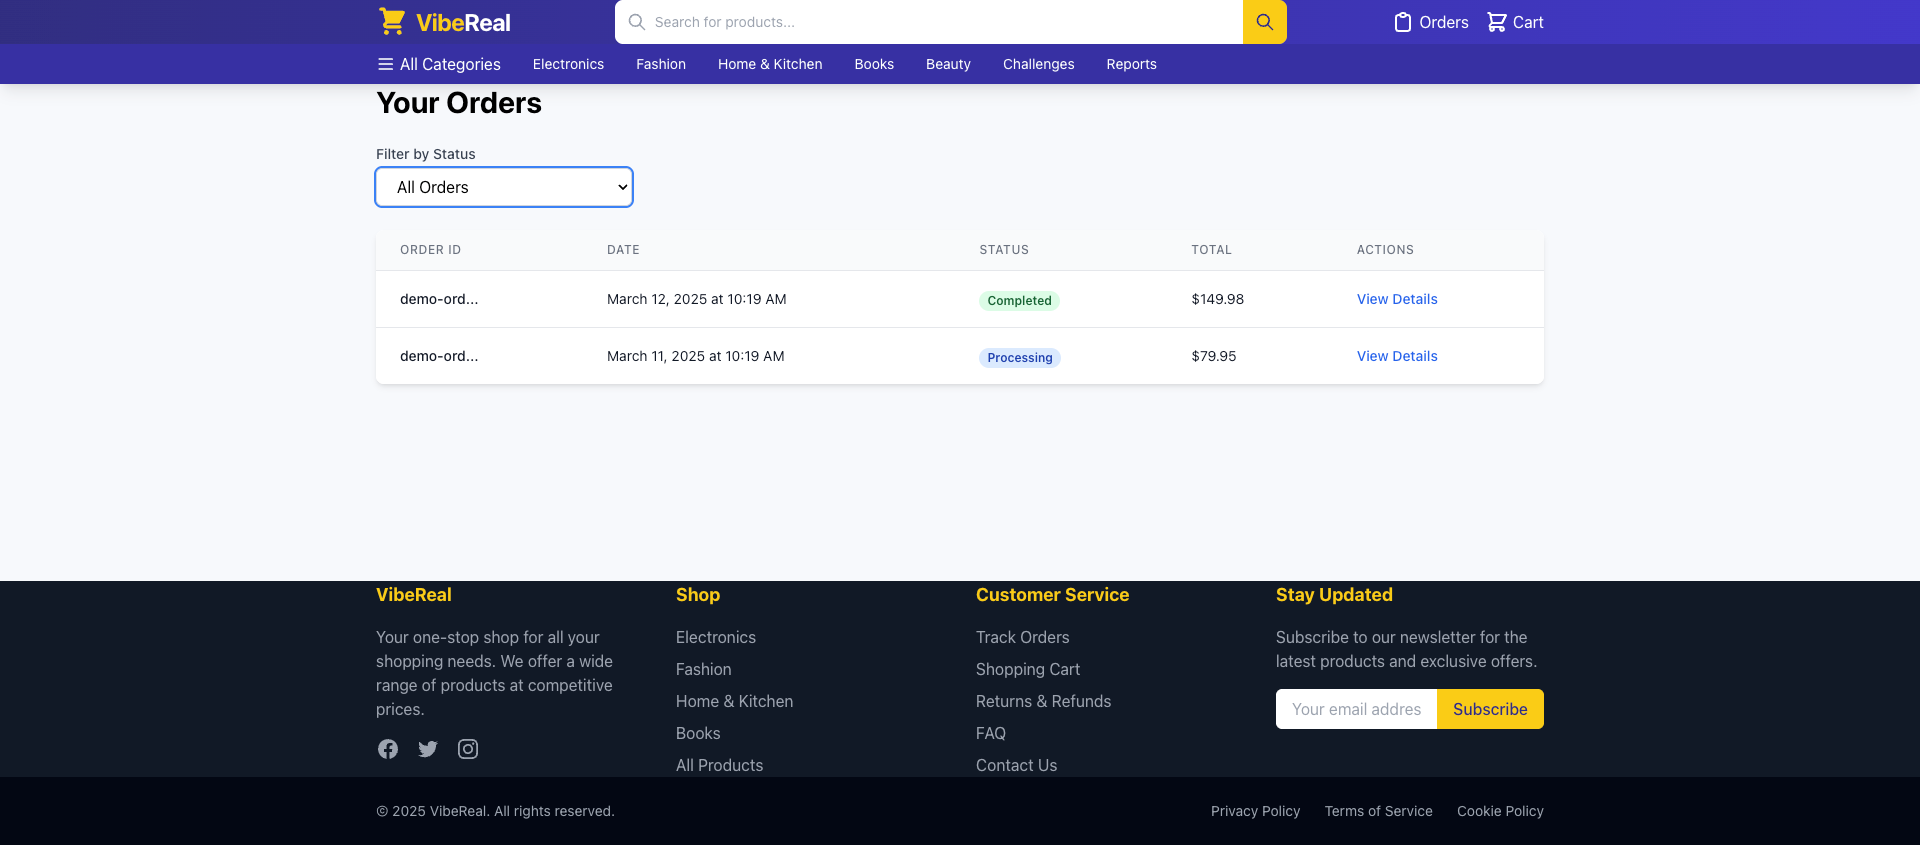 VibeReal
Search for products...
Orders
Cart
All Categories
Electronics
Fashion
Home & Kitchen
Books
Beauty
Challenges
Reports
Your Orders
Filter by Status
All Orders
ORDER ID DATE STATUS TOTAL ACTIONS
demo-ord... March 12, 2025 at 10:19 AM Completed $149.98 View Details
demo-ord... March 11, 2025 at 10:19 AM Processing $79.95 View Details
VibeReal
Your one-stop shop for all your
shopping needs. We offer a wide
range of products at competitive
prices.
Shop
Electronics
Fashion
Home & Kitchen
Books
All Products
Customer Service
Track Orders
Shopping Cart
Returns & Refunds
FAQ
Contact Us
Stay Updated
Subscribe to our newsletter for the
latest products and exclusive offers.
Your email addres
Subscribe
© 2025 VibeReal. All rights reserved.
Privacy Policy
Terms of Service
Cookie Policy